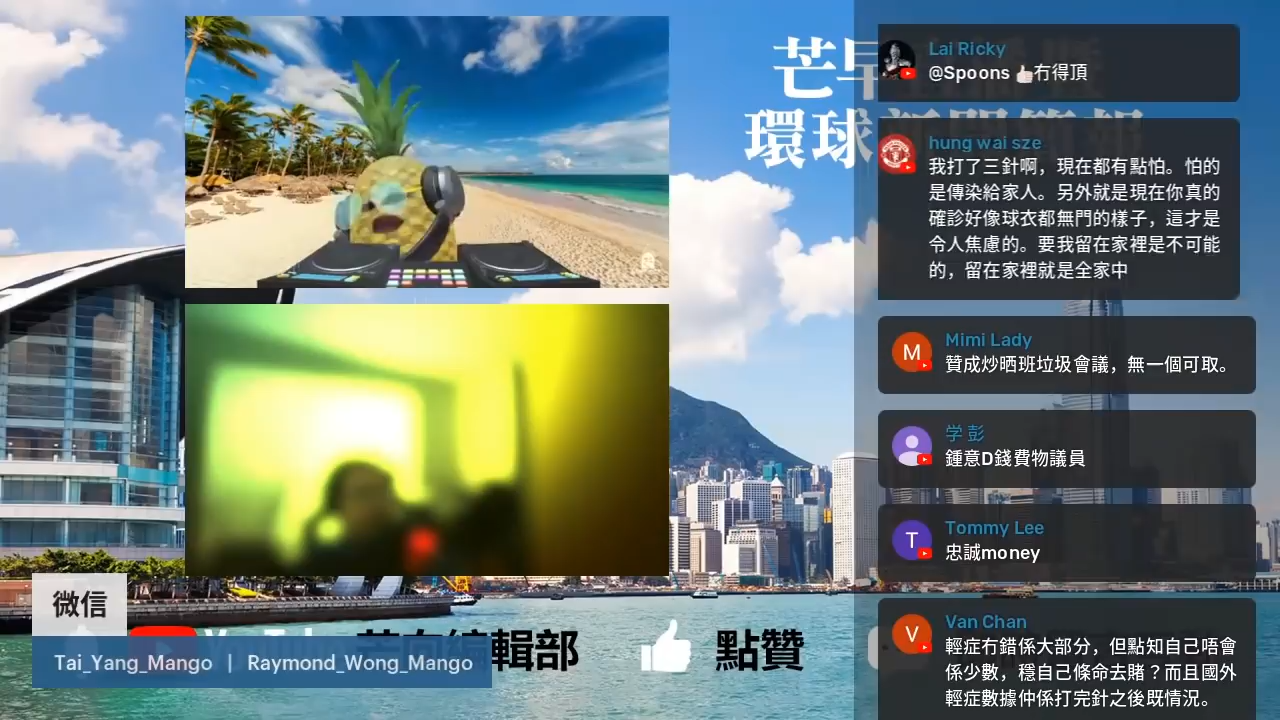 芒早
環球
Lai Ricky
@Spoons 👍🏻冇得頂
hung wai sze
我打了三針啊，現在都有點怕。怕的
是傳染給家人。另外就是現在你真的
確診好像球衣都無門的樣子，這才是
令人焦慮的。要我留在家裡是不可能
的，留在家裡就是全家中
Mimi Lady
贊成炒晒班垃圾會議，無一個可取。
学 彭
鍾意D錢費物議員
Tommy Lee
忠誠money
Van Chan
輕症冇錯係大部分，但點知自己唔會
係少數，穩自己條命去賭？而且國外
輕症數據仲係打完針之後既情況。
微信
Tai_Yang_Mango | Raymond_Wong_Mango
輯部
點贊